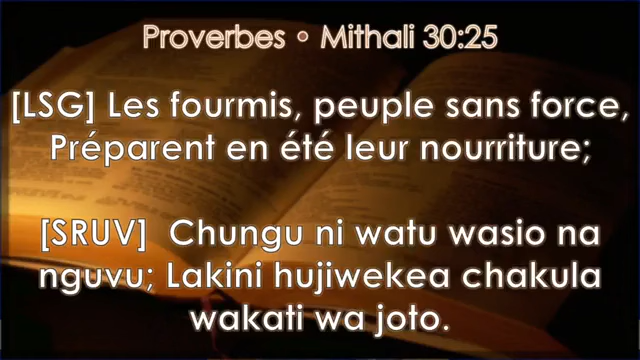 Proverbes • Mithali 30:25
[LSG] Les fourmis, peuple sans force,
Préparent en été leur nourriture;
[SRUV] Chungu ni watu wasio na
nguvu; Lakini hujiwekea chakula
wakati wa joto.